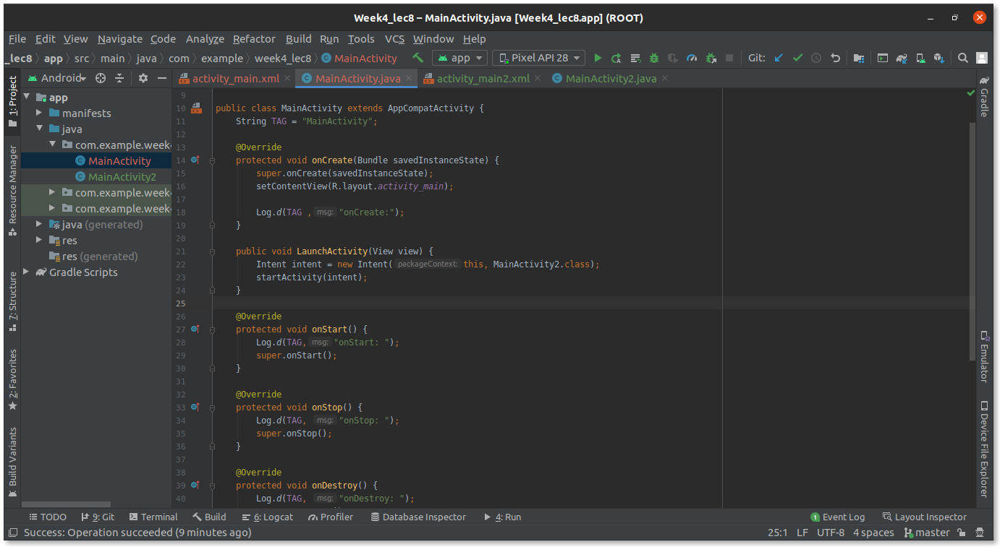 Week4_lec8 – MainActivity.java [Week4_lec8.app] (ROOT)
File Edit View Navigate Code Analyze Refactor Build Run Tools VCS Window Help
_lec8 app src main java com example week4_lec8 MainActivity app Pixel API 28 Git:
Android
activity_main.xml MainActivity.java activity_main2.xml MainActivity2.java
1: Project
Resource Manager
7: Structure
2: Favorites
Build Variants
app
manifests
java
com.example.week
MainActivity
MainActivity2
com.example.week
com.example.week
java (generated)
res
res (generated)
Gradle Scripts
9
10 public class MainActivity extends AppCompatActivity {
11 String TAG = "MainActivity";
12
13 @Override
14 protected void onCreate(Bundle savedInstanceState) {
15 super.onCreate(savedInstanceState);
16 setContentView(R.layout.activity_main);
17
18 Log.d(TAG , msg: "onCreate:");
19 }
20
21 public void LaunchActivity(View view) {
22 Intent intent = new Intent( packageContext: this, MainActivity2.class);
23 startActivity(intent);
24 }
25
26 @Override
27 protected void onStart() {
28 Log.d(TAG, msg: "onStart: ");
29 super.onStart();
30 }
31
32 @Override
33 protected void onStop() {
34 Log.d(TAG, msg: "onStop: ");
35 super.onStop();
36 }
37
38 @Override
39 protected void onDestroy() {
40 Log.d(TAG, msg: "onDestroy: ");
Gradle
Emulator
Device File Explorer
TODO 9: Git Terminal Build 6: Logcat Profiler Database Inspector 4: Run 1 Event Log Layout Inspector
Success: Operation succeeded (9 minutes ago) 25:1 LF UTF-8 4 spaces master